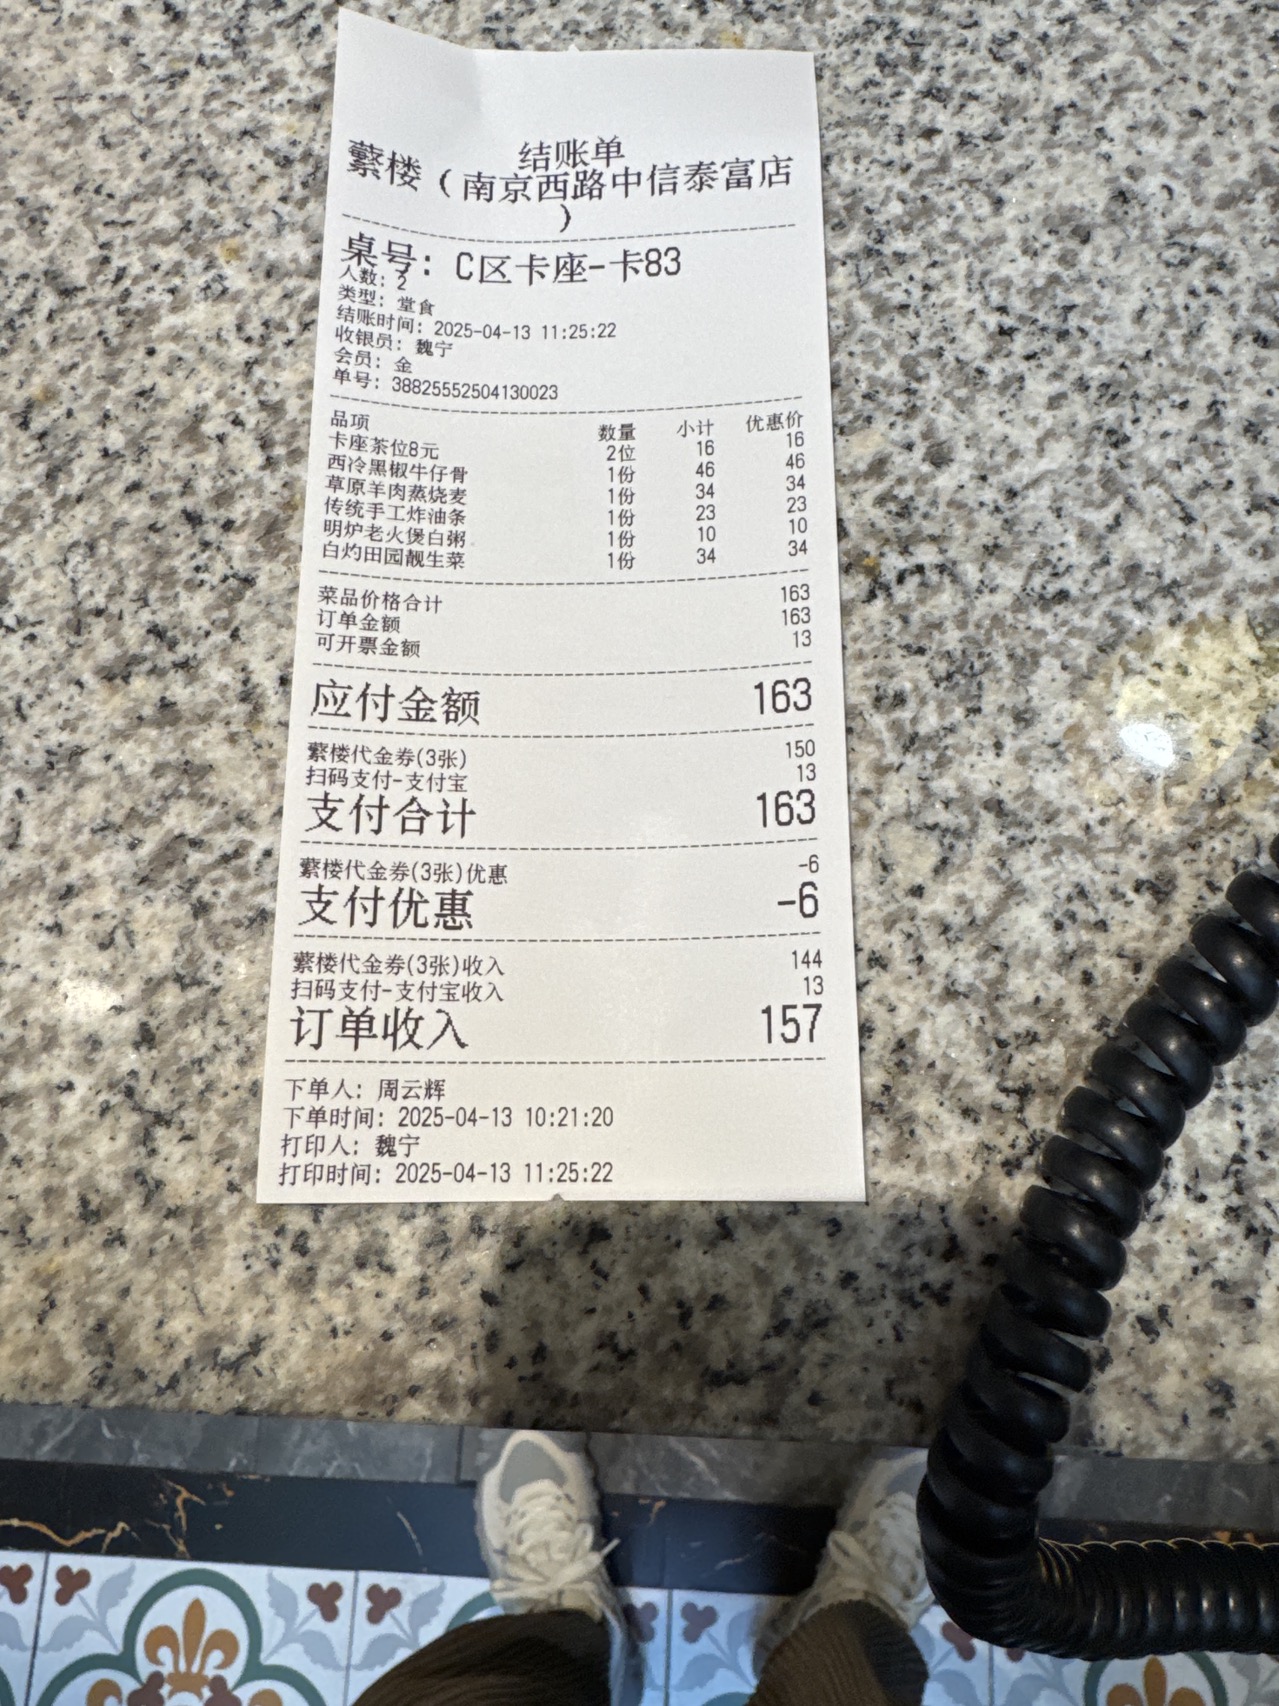 结账单
蘩楼（南京西路中信泰富店
）
桌号：C区卡座-卡83
人数：2
类型：堂食
结账时间：2025-04-13 11:25:22
收银员：魏宁
会员：金
单号：38825552504130023
品项 数量 小计 优惠价
卡座茶位8元 2位 16 16
西冷黑椒牛仔骨 1份 46 46
草原羊肉蒸烧麦 1份 34 34
传统手工炸油条 1份 23 23
明炉老火煲白粥 1份 10 10
白灼田园靓生菜 1份 34 34
菜品价格合计 163
订单金额 163
可开票金额 13
应付金额 163
蘩楼代金券(3张) 150
扫码支付-支付宝 13
支付合计 163
蘩楼代金券(3张)优惠 -6
支付优惠 -6
蘩楼代金券(3张)收入 144
扫码支付-支付宝收入 13
订单收入 157
下单人：周云辉
下单时间：2025-04-13 10:21:20
打印人：魏宁
打印时间：2025-04-13 11:25:22